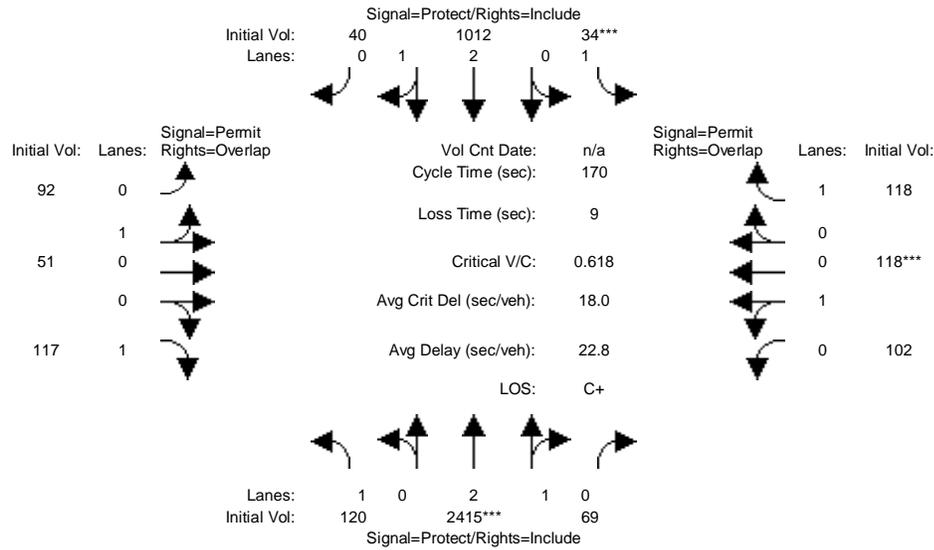 Signal=Protect/Rights=Include
Initial Vol: 40 1012 34***
Lanes: 0 1 2 0 1
Signal=Permit Signal=Permit
Initial Vol: Lanes: Rights=Overlap Vol Cnt Date: n/a Rights=Overlap Lanes: Initial Vol:
Cycle Time (sec): 170
92 0 1 118
Loss Time (sec): 9
1 0
51 0 Critical V/C: 0.618 0 118***
0 Avg Crit Del (sec/veh): 18.0 1
117 1 Avg Delay (sec/veh): 22.8 0 102
LOS: C+
Lanes: 1 0 2 1 0
Initial Vol: 120 2415*** 69
Signal=Protect/Rights=Include